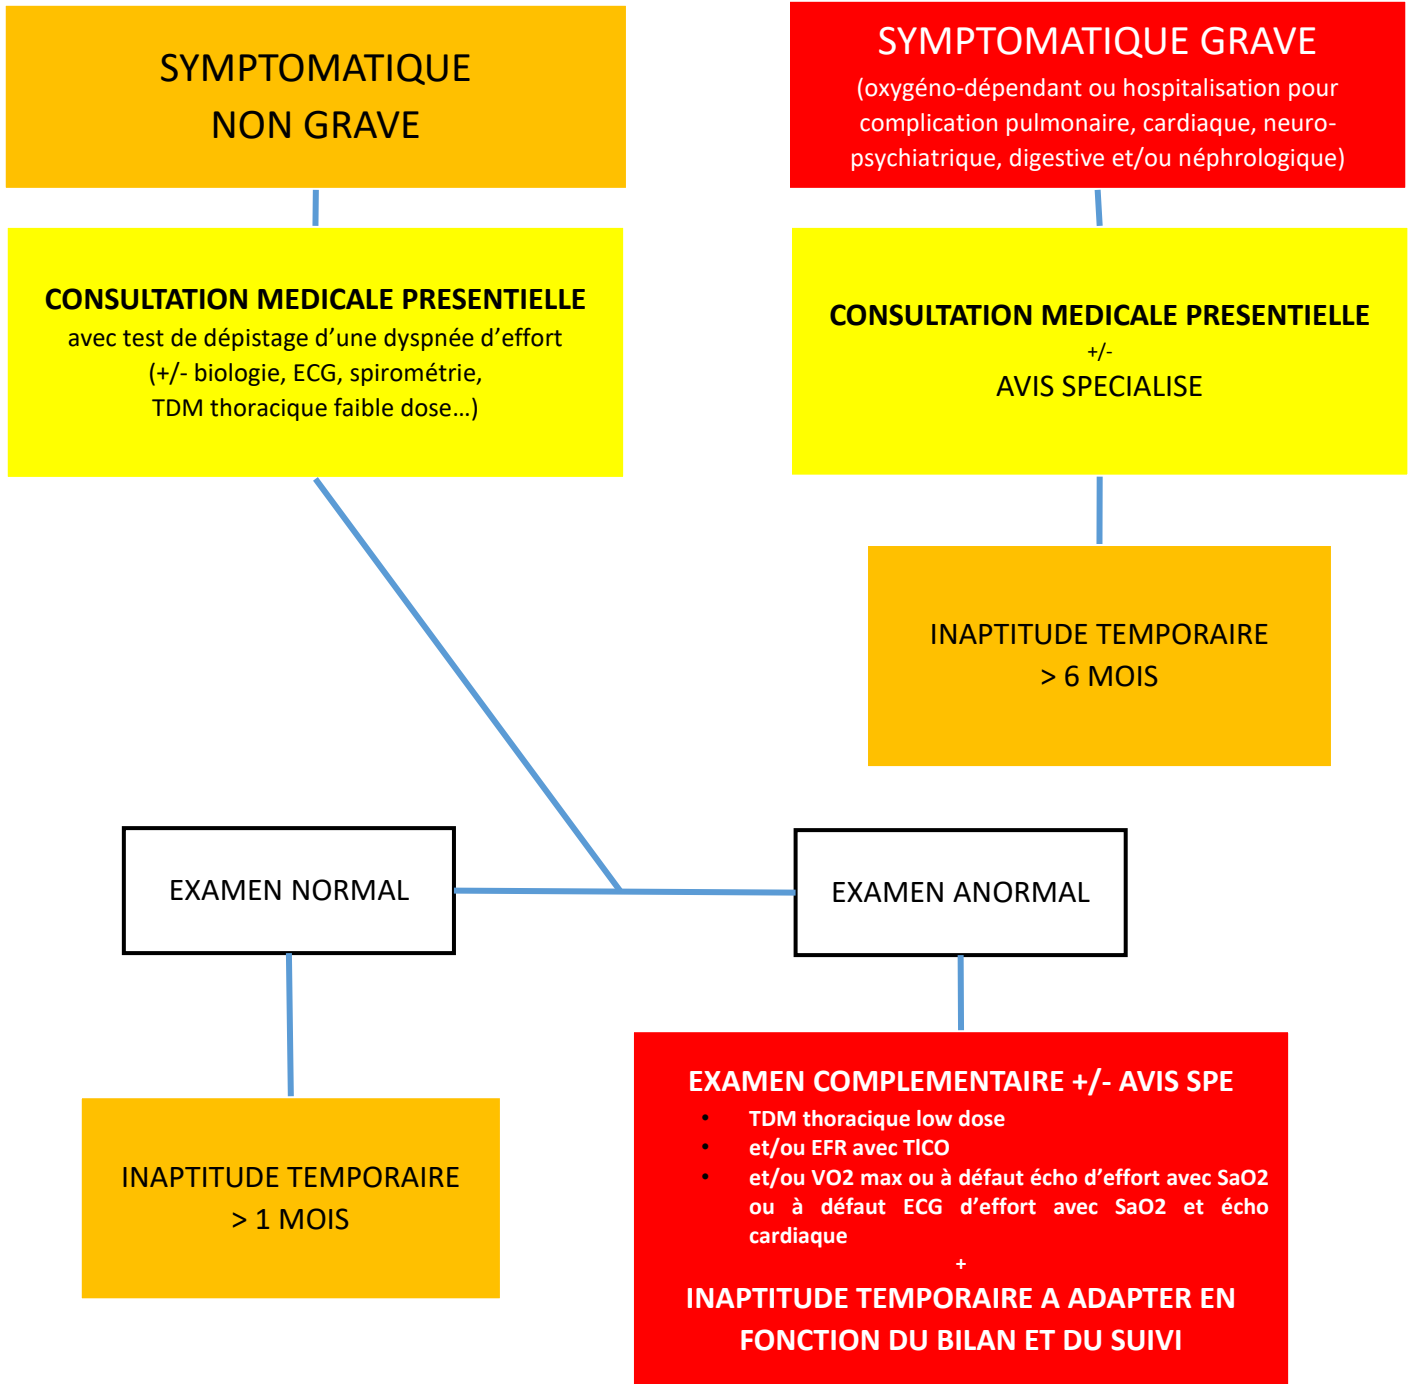 SYMPTOMATIQUE
NON GRAVE
SYMPTOMATIQUE GRAVE
(oxygéno-dépendant ou hospitalisation pour
complication pulmonaire, cardiaque, neuro-
psychiatrique, digestive et/ou néphrologique)
CONSULTATION MEDICALE PRESENTIELLE
avec test de dépistage d’une dyspnée d’effort
(+/- biologie, ECG, spirométrie,
TDM thoracique faible dose…)
CONSULTATION MEDICALE PRESENTIELLE
+/-
AVIS SPECIALISE
INAPTITUDE TEMPORAIRE
> 6 MOIS
EXAMEN NORMAL
EXAMEN ANORMAL
INAPTITUDE TEMPORAIRE
> 1 MOIS
EXAMEN COMPLEMENTAIRE +/- AVIS SPE
• TDM thoracique low dose
• et/ou EFR avec TlCO
• et/ou VO2 max ou à défaut écho d’effort avec SaO2
ou à défaut ECG d’effort avec SaO2 et écho
cardiaque
+
INAPTITUDE TEMPORAIRE A ADAPTER EN
FONCTION DU BILAN ET DU SUIVI